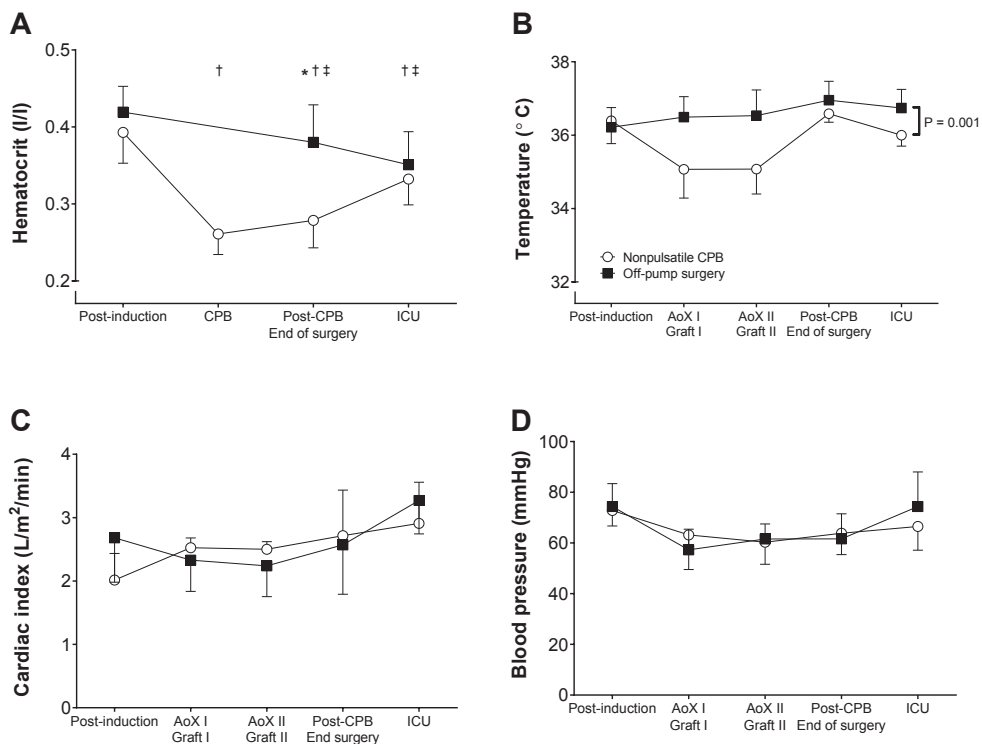 A
Hematocrit (l/l)
0.5
0.4
0.3
0.2
†
* † ‡
† ‡
Post-induction
CPB
Post-CPB
End of surgery
ICU
B
Temperature (° C)
38
36
34
32
P = 0.001
Nonpulsatile CPB
Off-pump surgery
Post-induction
AoX I
Graft I
AoX II
Graft II
Post-CPB
End of surgery
ICU
C
Cardiac index (L/m²/min)
4
3
2
1
0
Post-induction
AoX I
Graft I
AoX II
Graft II
Post-CPB
End surgery
ICU
D
Blood pressure (mmHg)
100
80
60
40
20
0
Post-induction
AoX I
Graft I
AoX II
Graft II
Post-CPB
End of surgery
ICU